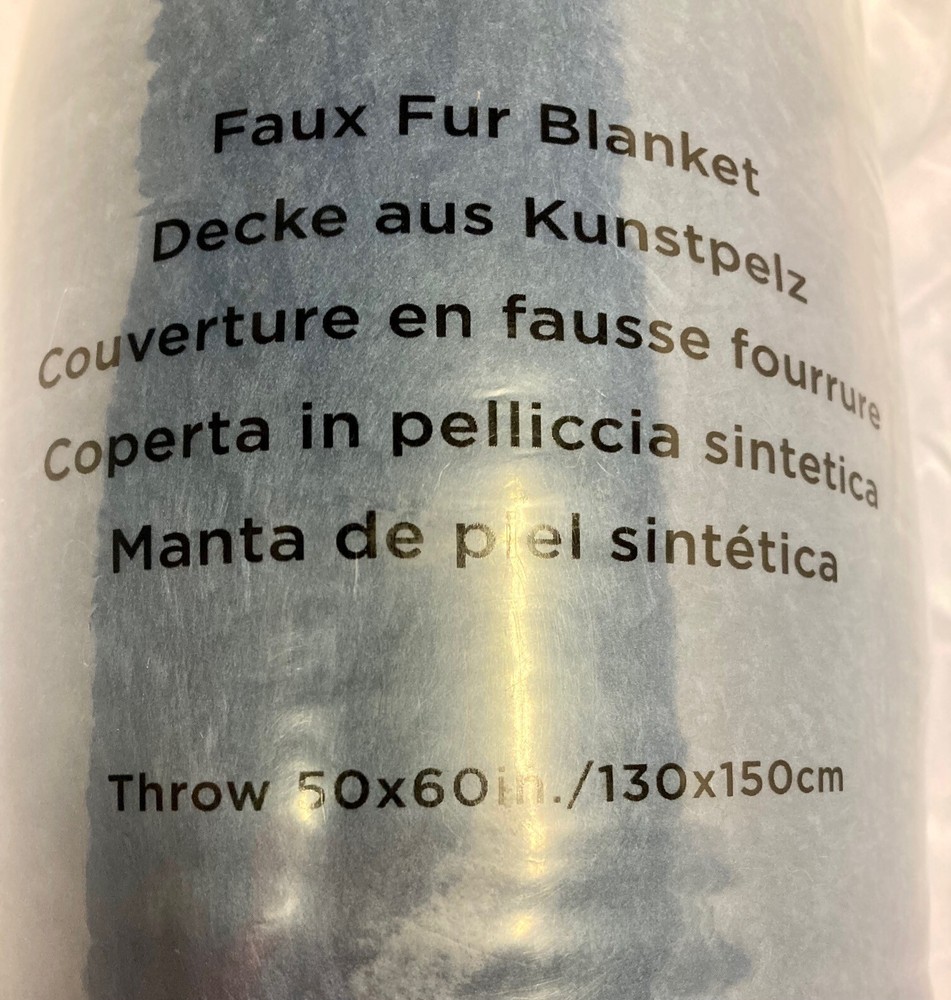 Faux Fur Blanket
Decke aus Kunstpelz
Couverture en fausse fourrure
Coperta in pelliccia sintetica
Manta de piel sintética
Throw 50x60in./130x150cm